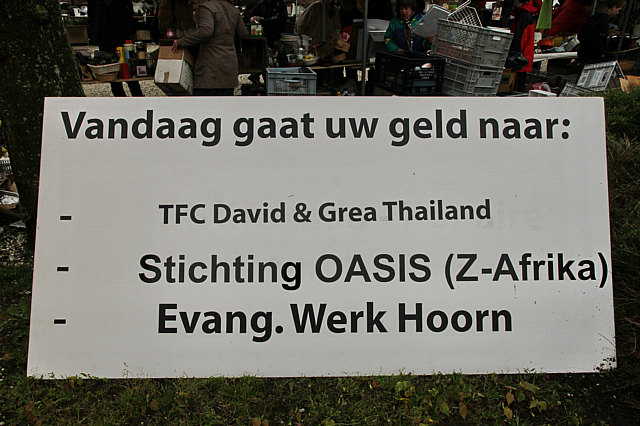 Vandaag gaat uw geld naar:
- TFC David & Grea Thailand
- Stichting OASIS (Z-Afrika)
- Evang. Werk Hoorn